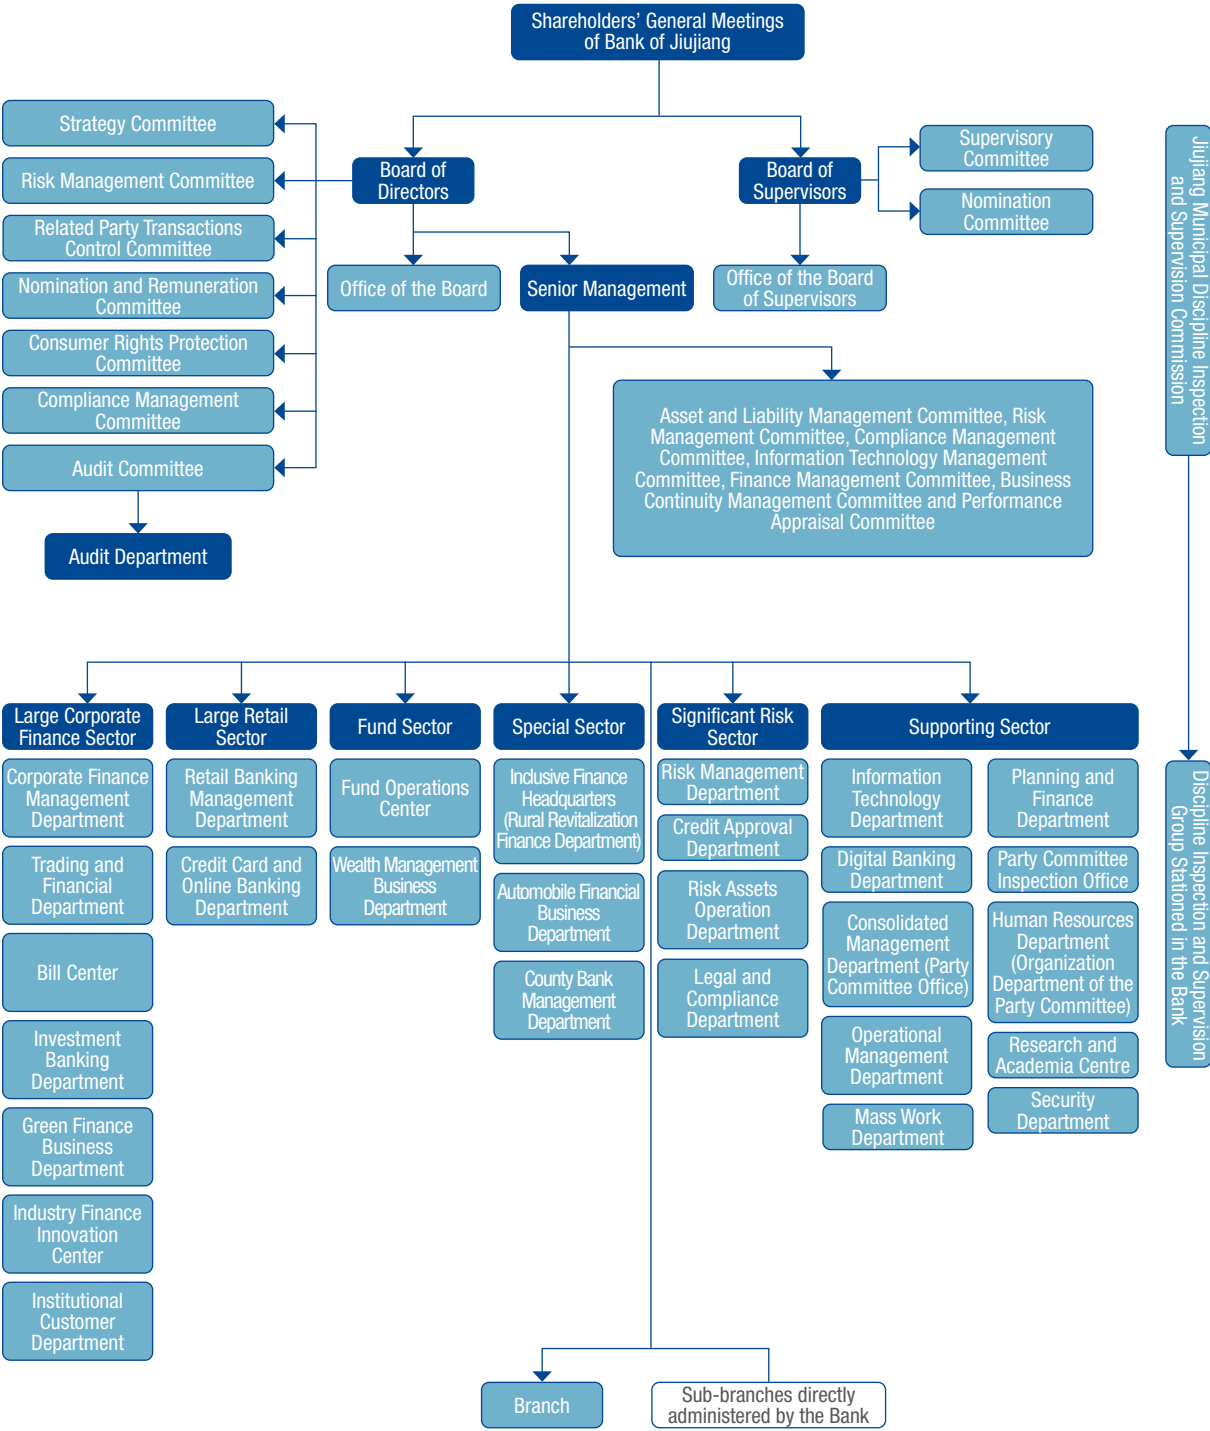 Shareholders’ General Meetings
of Bank of Jiujiang
Strategy Committee
Risk Management Committee
Related Party Transactions
Control Committee
Nomination and Remuneration
Committee
Consumer Rights Protection
Committee
Compliance Management
Committee
Audit Committee
Audit Department
Board of
Directors
Board of
Supervisors
Supervisory
Committee
Nomination
Committee
Office of the Board
Senior Management
Office of the Board
of Supervisors
Asset and Liability Management Committee, Risk
Management Committee, Compliance Management
Committee, Information Technology Management
Committee, Finance Management Committee, Business
Continuity Management Committee and Performance
Appraisal Committee
Jiujiang Municipal Discipline Inspection
and Supervision Commission
Large Corporate
Finance Sector
Corporate Finance
Management
Department
Trading and
Financial
Department
Bill Center
Investment
Banking
Department
Green Finance
Business
Department
Industry Finance
Innovation
Center
Institutional
Customer
Department
Large Retail
Sector
Retail Banking
Management
Department
Credit Card and
Online Banking
Department
Fund Sector
Fund Operations
Center
Wealth Management
Business
Department
Special Sector
Inclusive Finance
Headquarters
(Rural Revitalization
Finance Department)
Automobile Financial
Business
Department
County Bank
Management
Department
Significant Risk
Sector
Risk Management
Department
Credit Approval
Department
Risk Assets
Operation
Department
Legal and
Compliance
Department
Supporting Sector
Information
Technology
Department
Digital Banking
Department
Consolidated
Management
Department (Party
Committee Office)
Operational
Management
Department
Mass Work
Department
Planning and
Finance
Department
Party Committee
Inspection Office
Human Resources
Department
(Organization
Department of the
Party Committee)
Research and
Academia Centre
Security
Department
Discipline Inspection and Supervision
Group Stationed in the Bank
Branch
Sub-branches directly
administered by the Bank